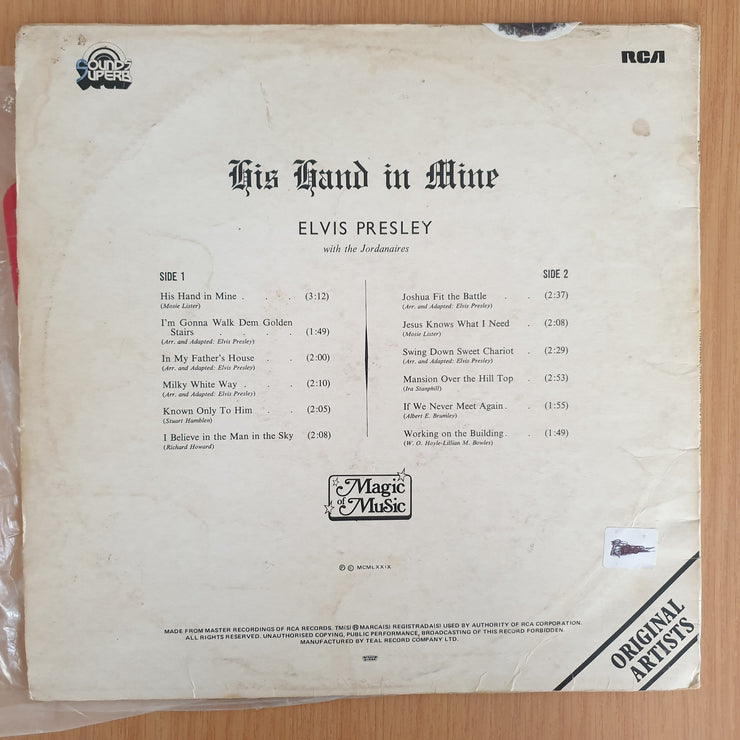 SOUNDS SUPERB
RCA
His Hand in Mine
ELVIS PRESLEY
with the Jordanaires
SIDE 1
His Hand in Mine . . . (3:12)
(Mosie Lister)
I'm Gonna Walk Dem Golden
Stairs . . . . (1:49)
(Arr. and Adapted: Elvis Presley)
In My Father's House . . (2:00)
(Arr. and Adapted: Elvis Presley)
Milky White Way . . . (2:10)
(Arr. and Adapted: Elvis Presley)
Known Only To Him . . (2:05)
(Stuart Hamblen)
I Believe in the Man in the Sky (2:08)
(Richard Howard)
SIDE 2
Joshua Fit the Battle . . (2:37)
(Arr. and Adapted: Elvis Presley)
Jesus Knows What I Need . (2:08)
(Mosie Lister)
Swing Down Sweet Chariot . (2:29)
(Arr. and Adapted: Elvis Presley)
Mansion Over the Hill Top . (2:53)
(Ira Stanphill)
If We Never Meet Again . . (1:55)
(Albert E. Brumley)
Working on the Building . . (1:49)
(W. O. Hoyle-Lillian M. Bowles)
Magic
of
Music
℗ © MCMLXXIX
MADE FROM MASTER RECORDINGS OF RCA RECORDS. TM(S) ® MARCA(S) REGISTRADA(S) USED BY AUTHORITY OF RCA CORPORATION.
ALL RIGHTS RESERVED. UNAUTHORISED COPYING, PUBLIC PERFORMANCE, BROADCASTING OF THIS RECORD FORBIDDEN.
MANUFACTURED BY TEAL RECORD COMPANY LTD.
ORIGINAL
ARTISTS